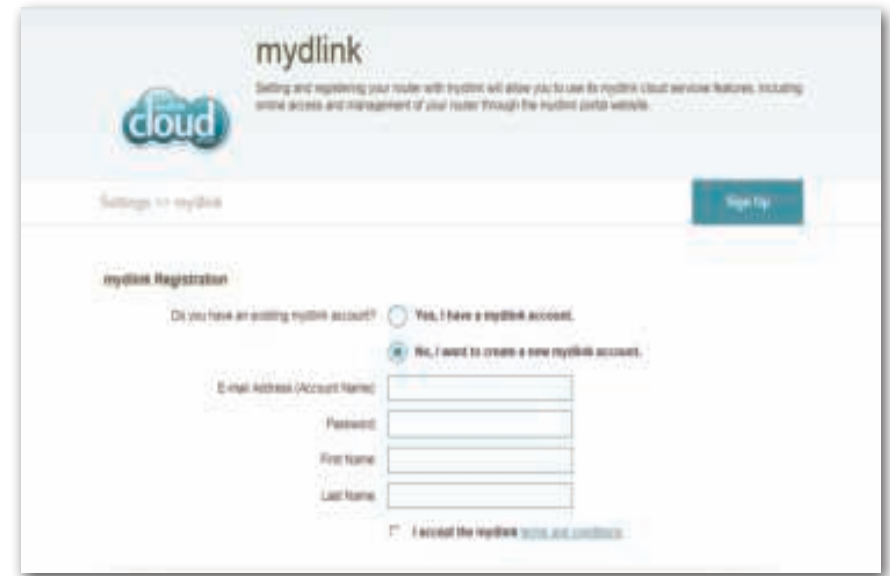 mydlink
Setting and registering your router with mydlink will allow you to use its mydlink cloud services features, including
online access and management of your router through the mydlink portal website.
cloud
Settings >> mydlink
Sign Up
mydlink Registration
Do you have an existing mydlink account?
Yes, I have a mydlink account.
No, I want to create a new mydlink account.
E-mail Address (Account Name)
Password
First Name
Last Name
I accept the mydlink terms and conditions.